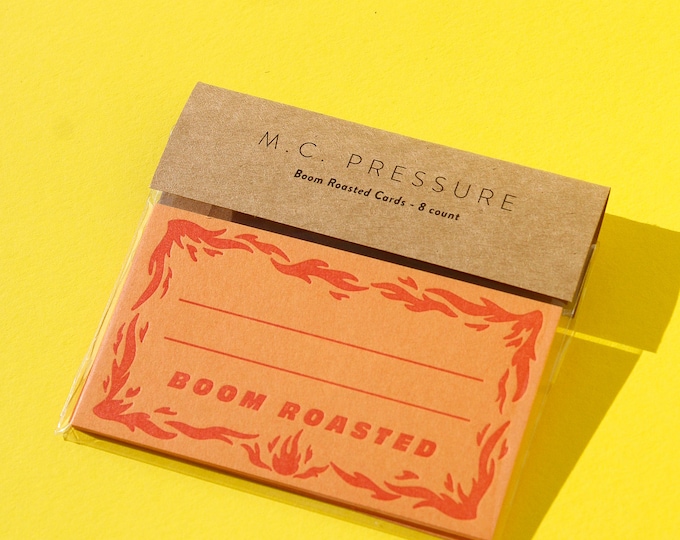 M.C. PRESSURE
Boom Roasted Cards - 8 count
BOOM ROASTED